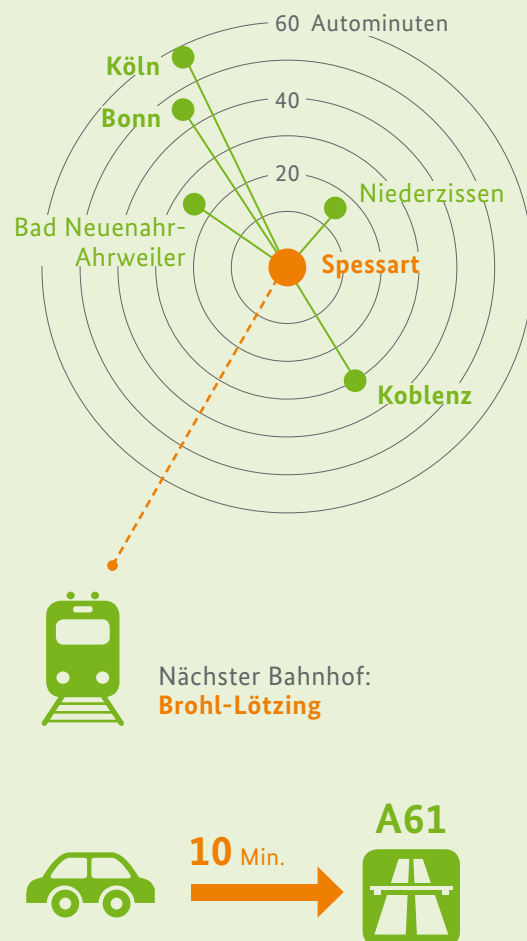 60 Autominuten
Köln
40
Bonn
20
Niederzissen
Bad Neuenahr-
Ahrweiler
Spessart
Koblenz
Nächster Bahnhof:
Brohl-Lötzing
A61
10 Min.